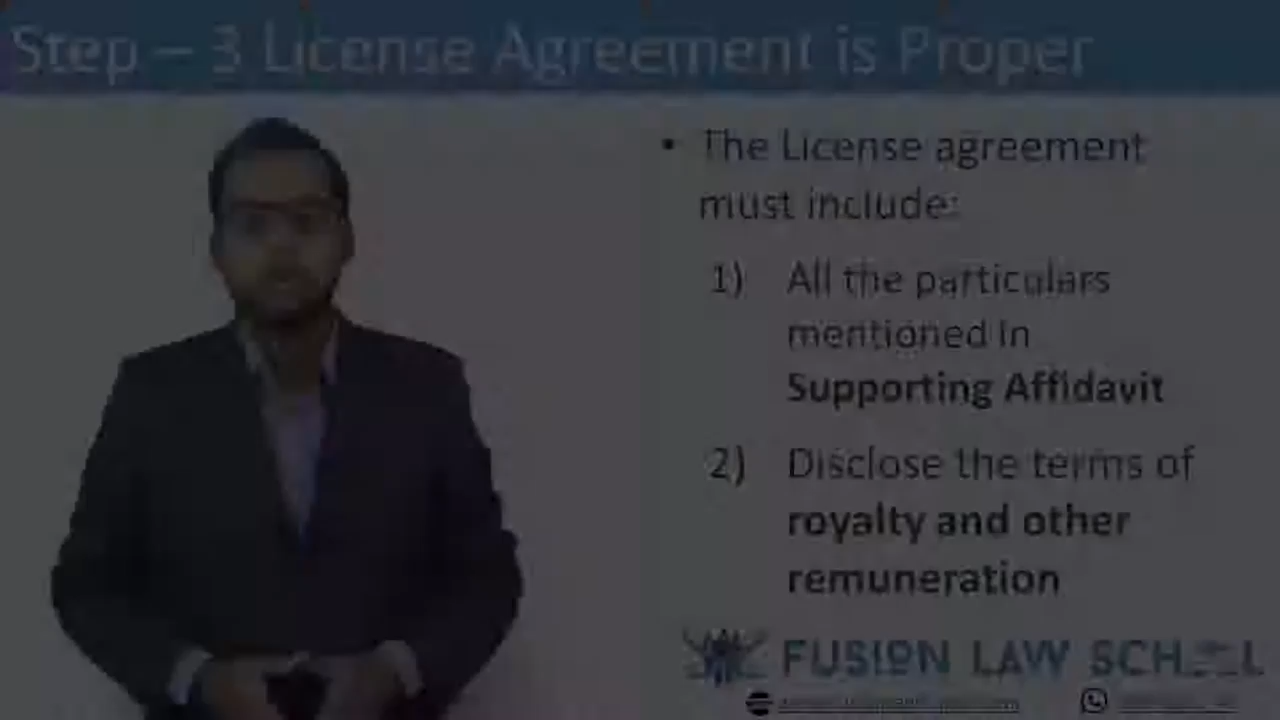 Step – 3 License Agreement is Proper
• The License agreement
must include:
1) All the particulars
mentioned in
Supporting Affidavit
2) Disclose the terms of
royalty and other
remuneration
FUSION LAW SCHOOL